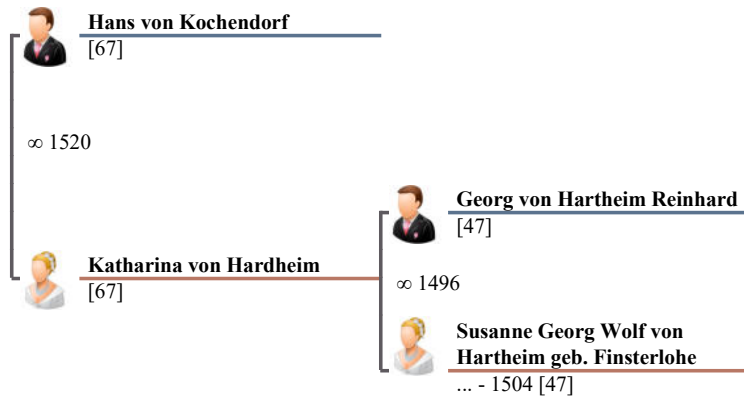 Hans von Kochendorf
[67]
∞ 1520
Katharina von Hardheim
[67]
Georg von Hartheim Reinhard
[47]
∞ 1496
Susanne Georg Wolf von
Hartheim geb. Finsterlohe
... - 1504 [47]